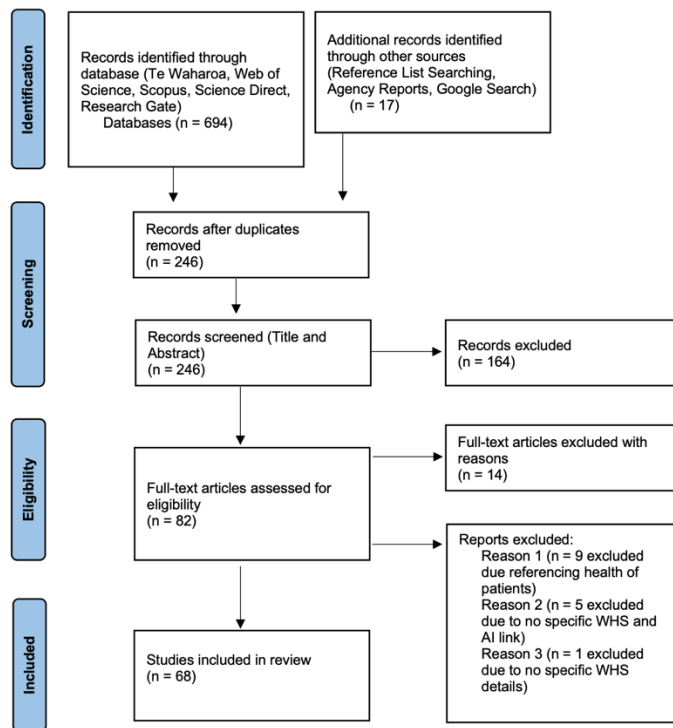 Identification
Records identified through
database (Te Waharoa, Web of
Science, Scopus, Science Direct,
Research Gate)
Databases (n = 694)
Additional records identified
through other sources
(Reference List Searching,
Agency Reports, Google Search)
(n = 17)
Screening
Records after duplicates
removed
(n = 246)
Records screened (Title and
Abstract)
(n = 246)
Records excluded
(n = 164)
Eligibility
Full-text articles assessed for
eligibility
(n = 82)
Full-text articles excluded with
reasons
(n = 14)
Reports excluded:
Reason 1 (n = 9 excluded
due referencing health of
patients)
Reason 2 (n = 5 excluded
due to no specific WHS and
AI link)
Reason 3 (n = 1 excluded
due to no specific WHS
details)
Included
Studies included in review
(n = 68)